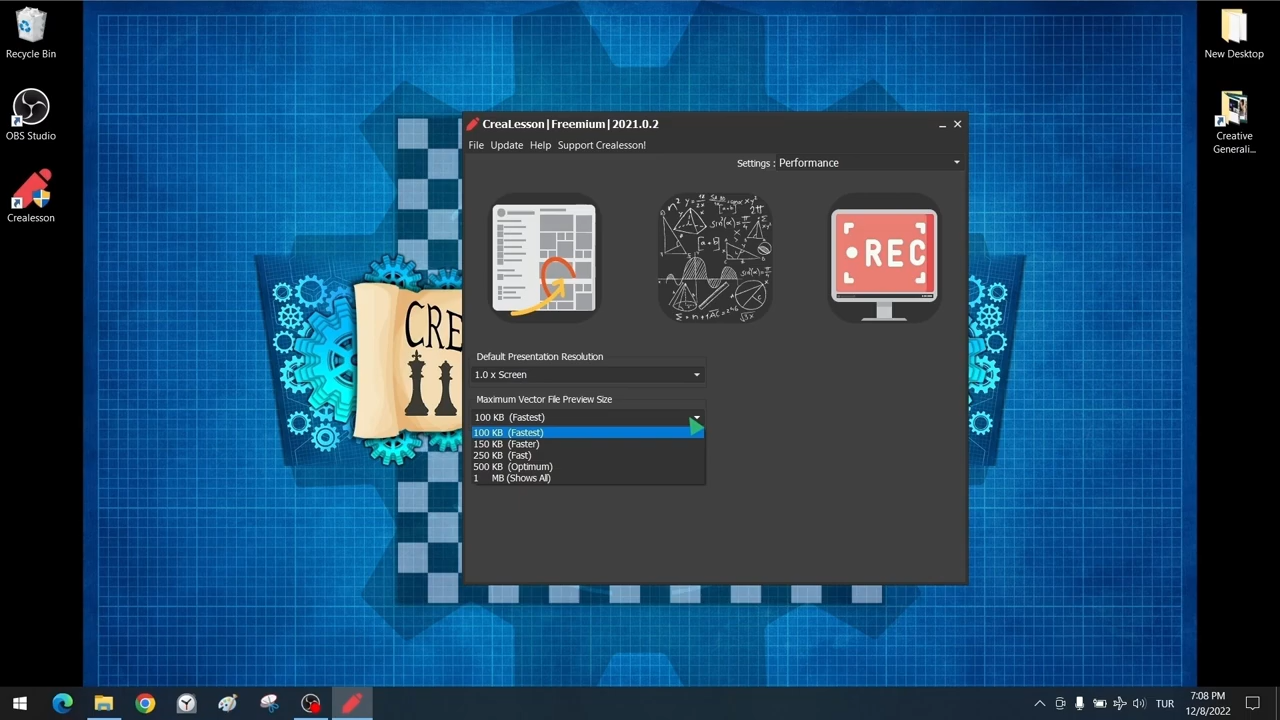 Recycle Bin
OBS Studio
Crealesson
New Desktop
Creative
Generali...
CRE
CreaLesson|Freemium|2021.0.2
File Update Help Support Crealesson!
Settings : Performance
REC
Default Presentation Resolution
1.0 x Screen
Maximum Vector File Preview Size
100 KB (Fastest)
100 KB (Fastest)
150 KB (Faster)
250 KB (Fast)
500 KB (Optimum)
1 MB (Shows All)
TUR
7:08 PM
12/8/2022